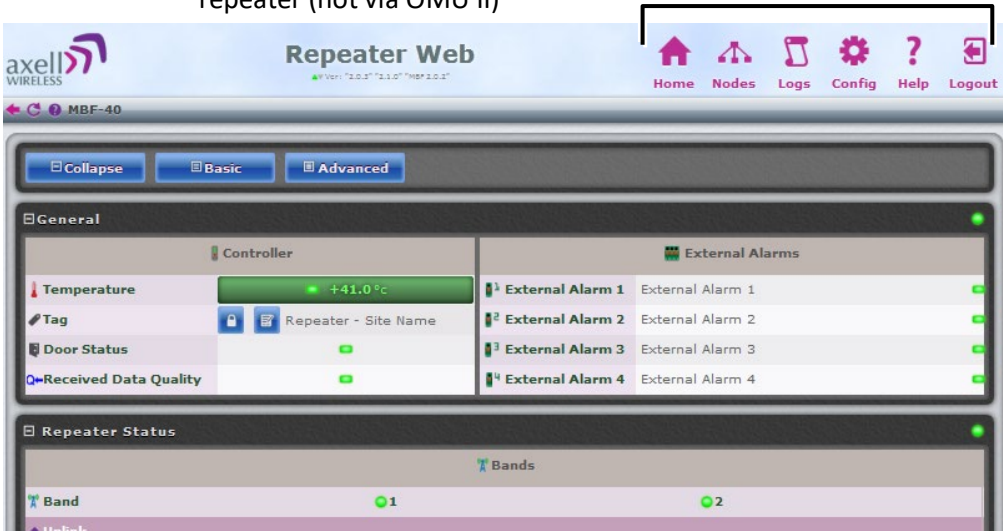 repeater (not via OMU II)
axell
WIRELESS
Repeater Web
Home Nodes Logs Config Help Logout
MBF-40
Collapse Basic Advanced
General
Controller External Alarms
Temperature +41.0°c External Alarm 1 External Alarm 1
Tag Repeater - Site Name External Alarm 2 External Alarm 2
Door Status External Alarm 3 External Alarm 3
Received Data Quality External Alarm 4 External Alarm 4
Repeater Status
Bands
Band 1 2
Uplink